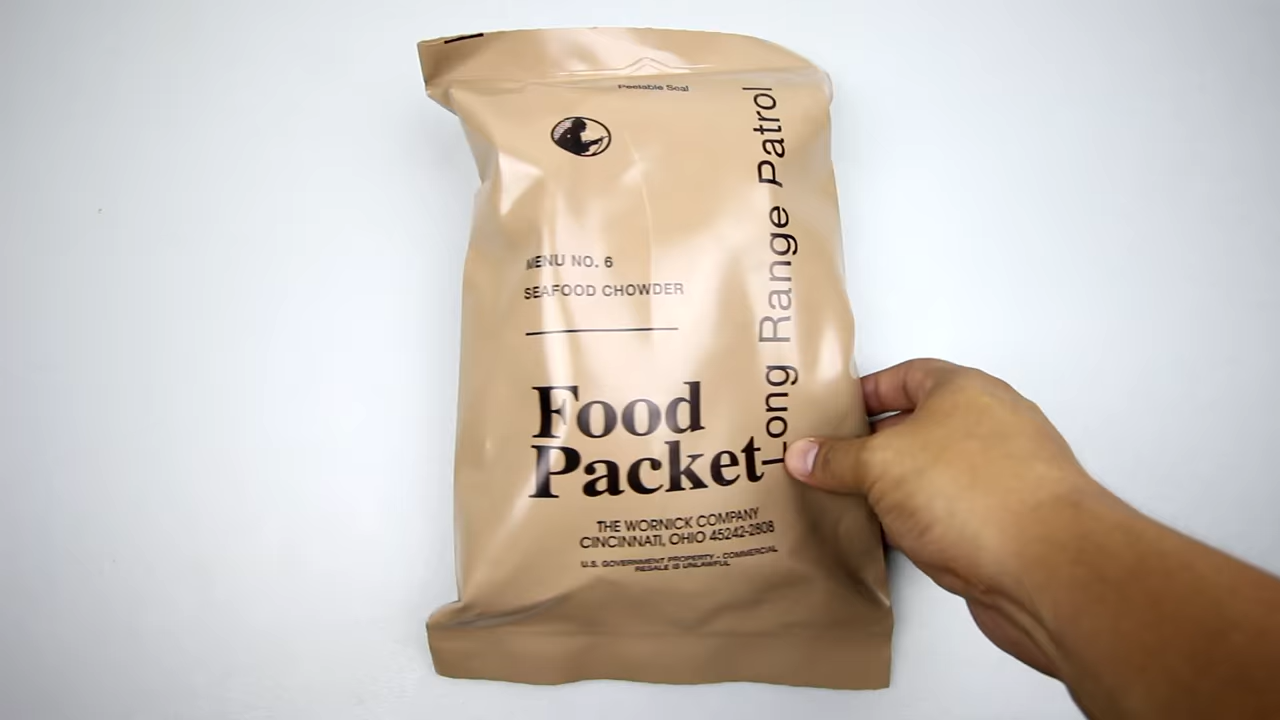 Peelable Seal
MENU NO. 6
SEAFOOD CHOWDER
Long Range Patrol
Food
Packet
THE WORNICK COMPANY
CINCINNATI, OHIO 45242-2808
U.S. GOVERNMENT PROPERTY - COMMERCIAL
RESALE IS UNLAWFUL